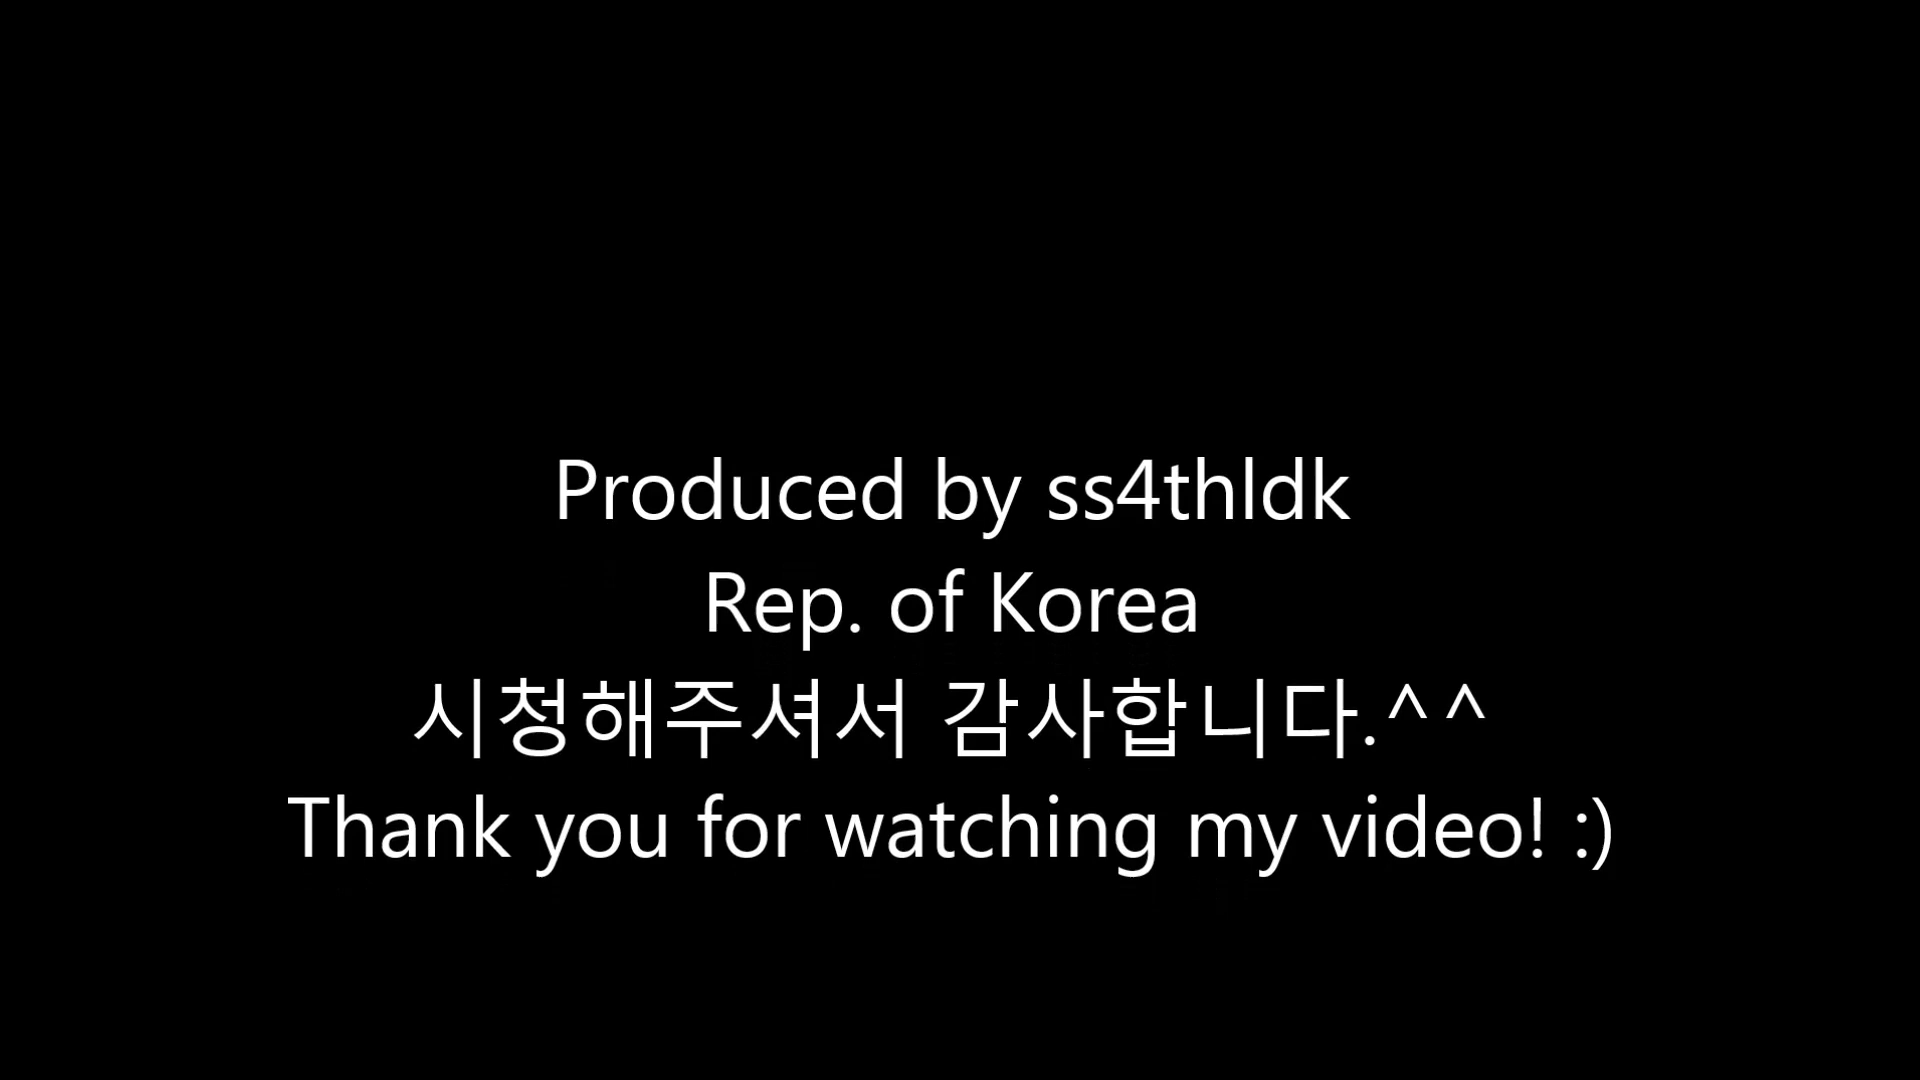 Produced by ss4thldk
Rep. of Korea
시청해주셔서 감사합니다.^^
Thank you for watching my video! :)